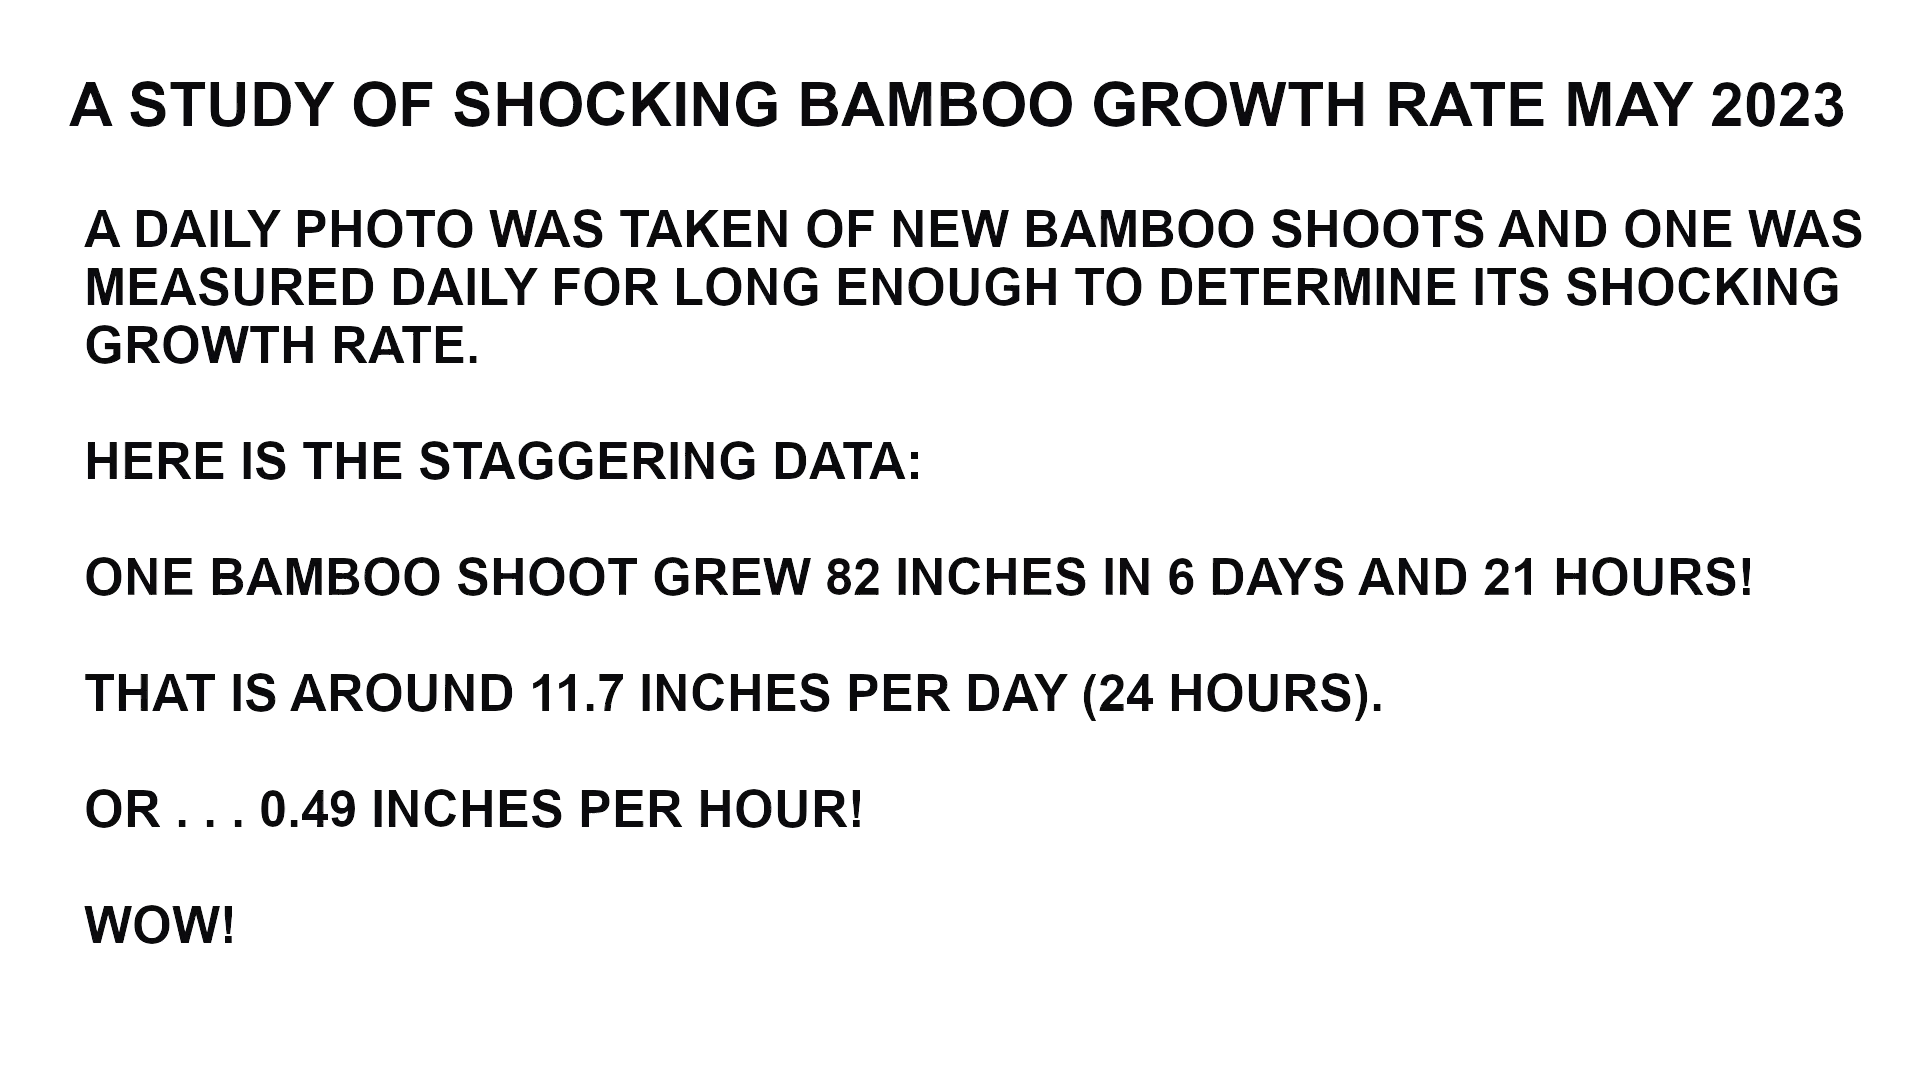 A STUDY OF SHOCKING BAMBOO GROWTH RATE MAY 2023
A DAILY PHOTO WAS TAKEN OF NEW BAMBOO SHOOTS AND ONE WAS
MEASURED DAILY FOR LONG ENOUGH TO DETERMINE ITS SHOCKING
GROWTH RATE.
HERE IS THE STAGGERING DATA:
ONE BAMBOO SHOOT GREW 82 INCHES IN 6 DAYS AND 21 HOURS!
THAT IS AROUND 11.7 INCHES PER DAY (24 HOURS).
OR . . . 0.49 INCHES PER HOUR!
WOW!